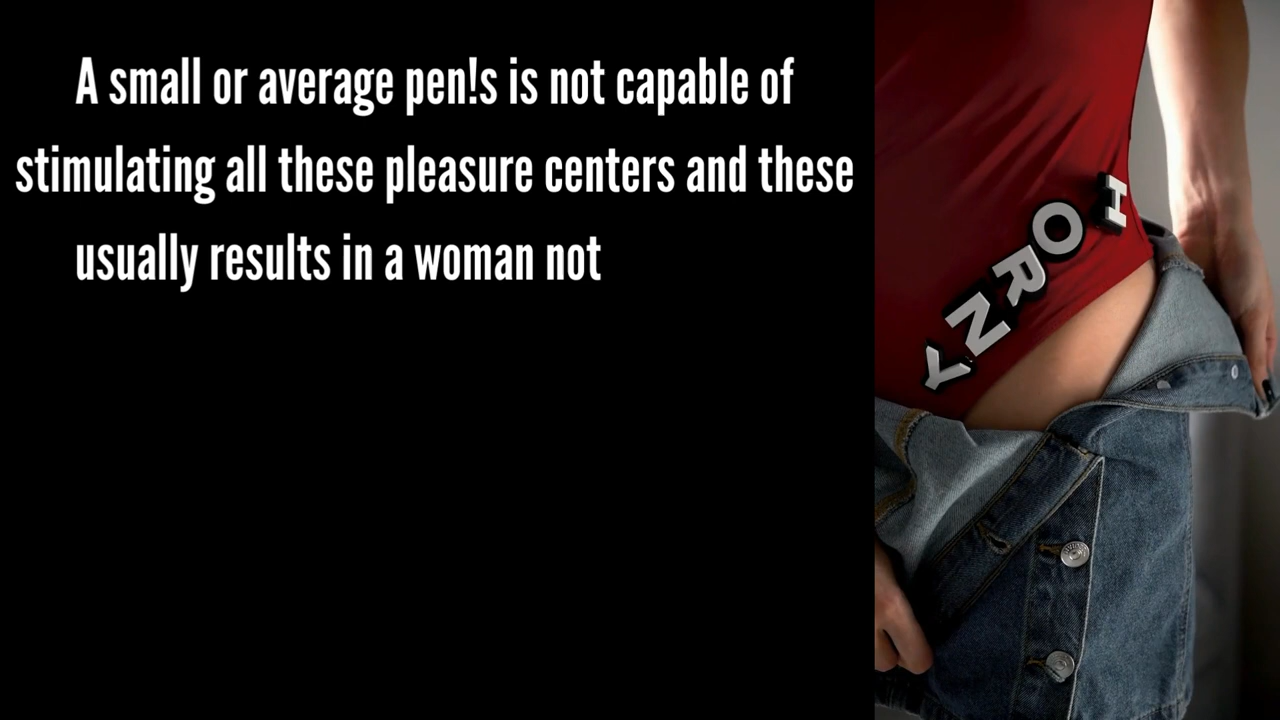 A small or average pen!s is not capable of
stimulating all these pleasure centers and these
usually results in a woman not
HORNY